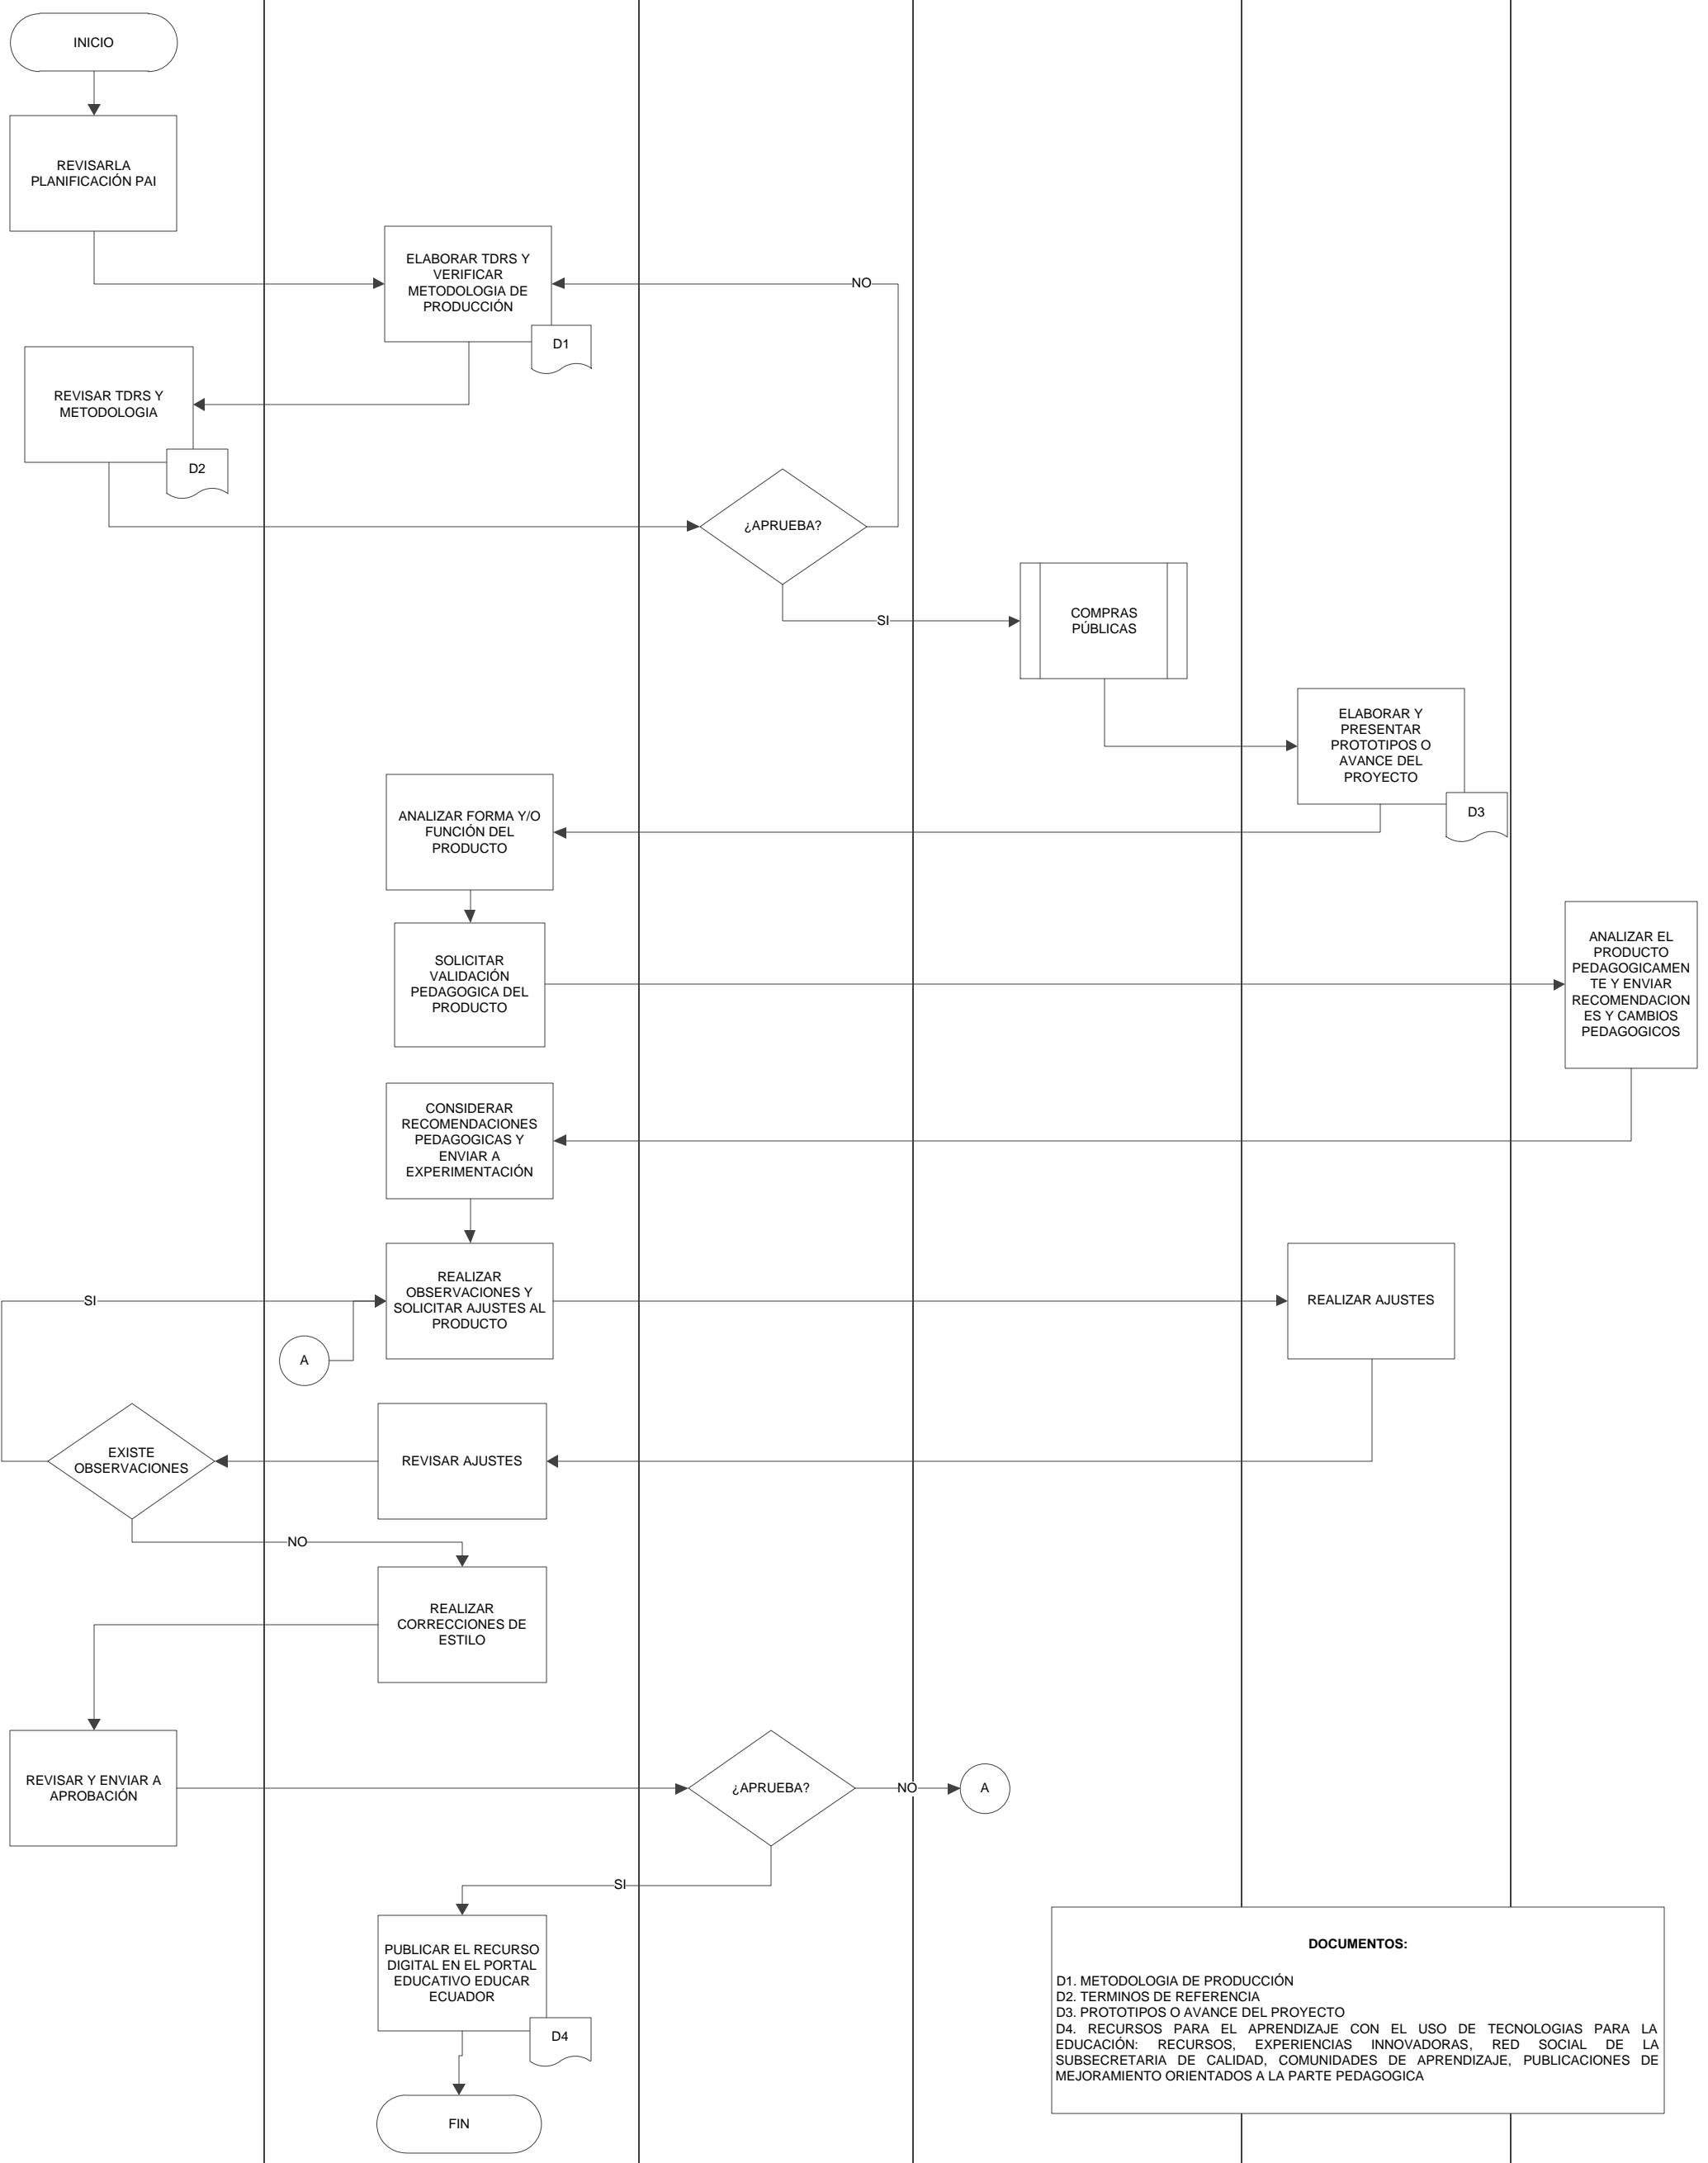 INICIO
REVISARLA
PLANIFICACIÓN PAI
ELABORAR TDRS Y
VERIFICAR
METODOLOGIA DE
PRODUCCIÓN
NO
D1
REVISAR TDRS Y
METODOLOGIA
D2
¿APRUEBA?
SI
COMPRAS
PÚBLICAS
ELABORAR Y
PRESENTAR
PROTOTIPOS O
AVANCE DEL
PROYECTO
D3
ANALIZAR FORMA Y/O
FUNCIÓN DEL
PRODUCTO
SOLICITAR
VALIDACIÓN
PEDAGOGICA DEL
PRODUCTO
ANALIZAR EL
PRODUCTO
PEDAGOGICAMEN
TE Y ENVIAR
RECOMENDACION
ES Y CAMBIOS
PEDAGOGICOS
CONSIDERAR
RECOMENDACIONES
PEDAGOGICAS Y
ENVIAR A
EXPERIMENTACIÓN
SI
REALIZAR
OBSERVACIONES Y
SOLICITAR AJUSTES AL
PRODUCTO
REALIZAR AJUSTES
A
EXISTE
OBSERVACIONES
REVISAR AJUSTES
NO
REALIZAR
CORRECCIONES DE
ESTILO
REVISAR Y ENVIAR A
APROBACIÓN
¿APRUEBA?
NO
A
SI
PUBLICAR EL RECURSO
DIGITAL EN EL PORTAL
EDUCATIVO EDUCAR
ECUADOR
D4
FIN
DOCUMENTOS:
D1. METODOLOGIA DE PRODUCCIÓN
D2. TERMINOS DE REFERENCIA
D3. PROTOTIPOS O AVANCE DEL PROYECTO
D4. RECURSOS PARA EL APRENDIZAJE CON EL USO DE TECNOLOGIAS PARA LA
EDUCACIÓN: RECURSOS, EXPERIENCIAS INNOVADORAS, RED SOCIAL DE LA
SUBSECRETARIA DE CALIDAD, COMUNIDADES DE APRENDIZAJE, PUBLICACIONES DE
MEJORAMIENTO ORIENTADOS A LA PARTE PEDAGOGICA